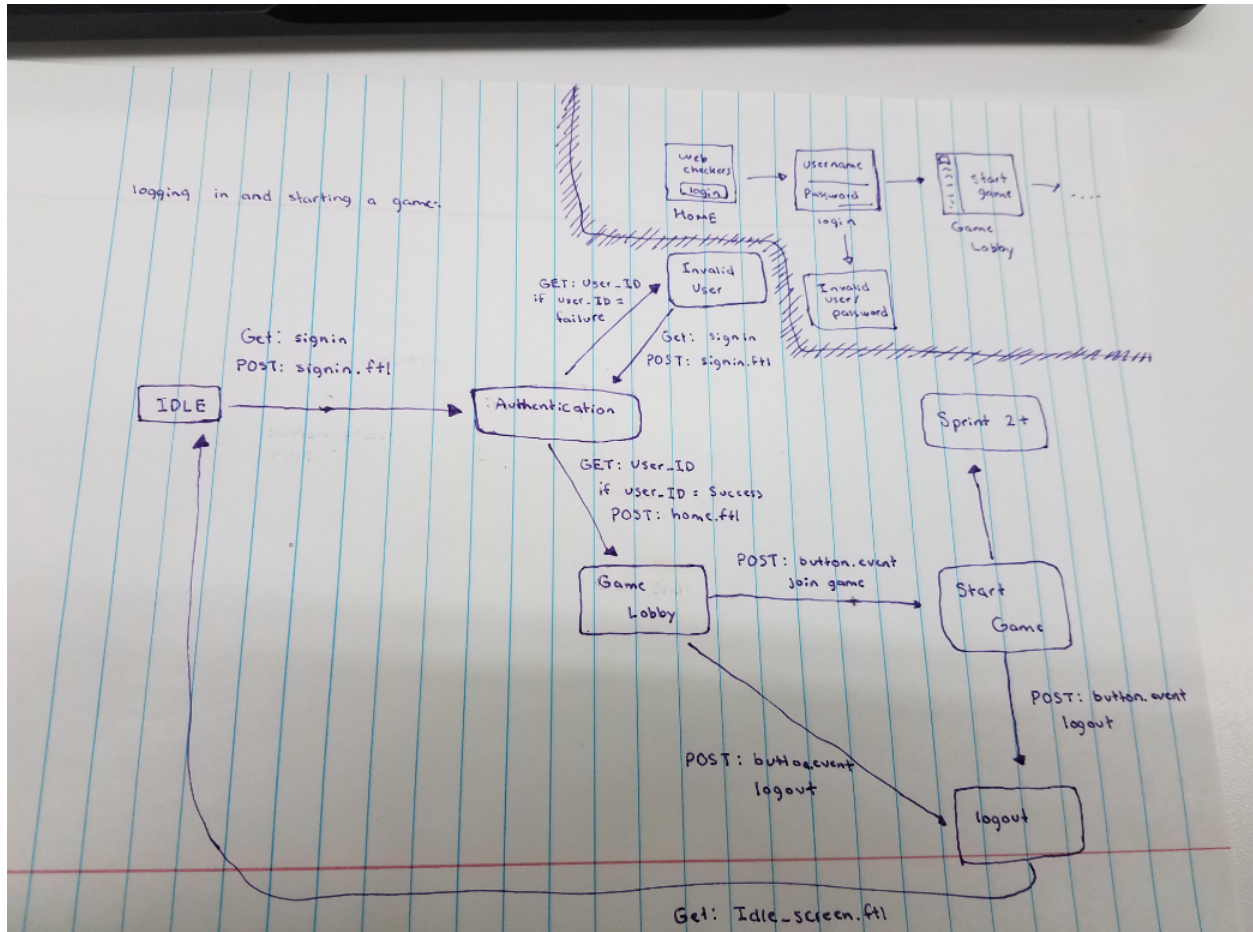 logging in and starting a game:
web
checkers
login
HOME
username
Password
login
start
game
Game
Lobby
....
Invalid
user/
password
Invalid
User
GET: User_ID
if user_ID =
failure
Get: signin
POST: signin.ftl
Get: signin
POST: signin.ftl
IDLE
Authentication
Sprint 2+
GET: User_ID
if user_ID = Success
POST: home.ftl
Game
Lobby
POST: button.event
join game
Start
Game
POST: button.event
logout
POST: button.event
logout
logout
Get: Idle_screen.ftl